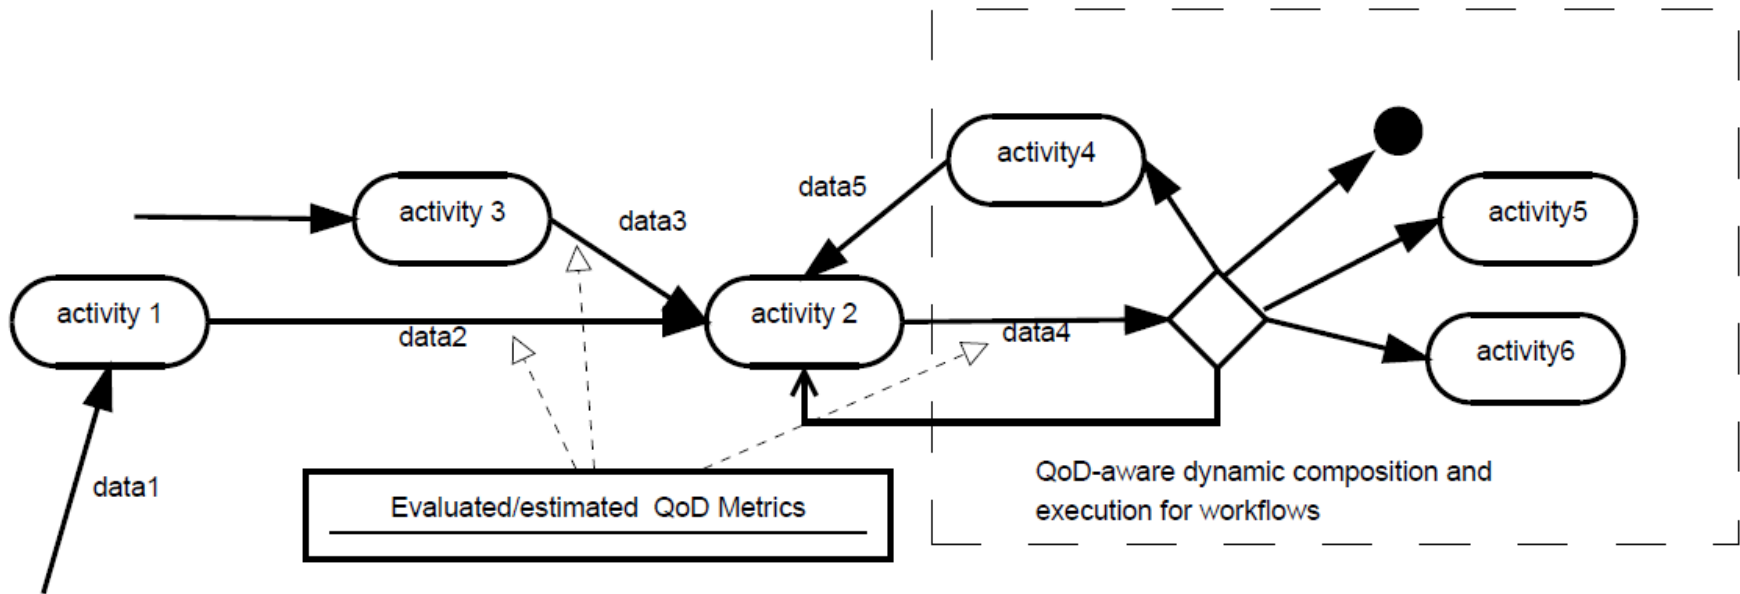 activity4
data5
activity 3
data3
activity5
activity 1
data2
activity 2
data4
activity6
data1
Evaluated/estimated QoD Metrics
QoD-aware dynamic composition and
execution for workflows